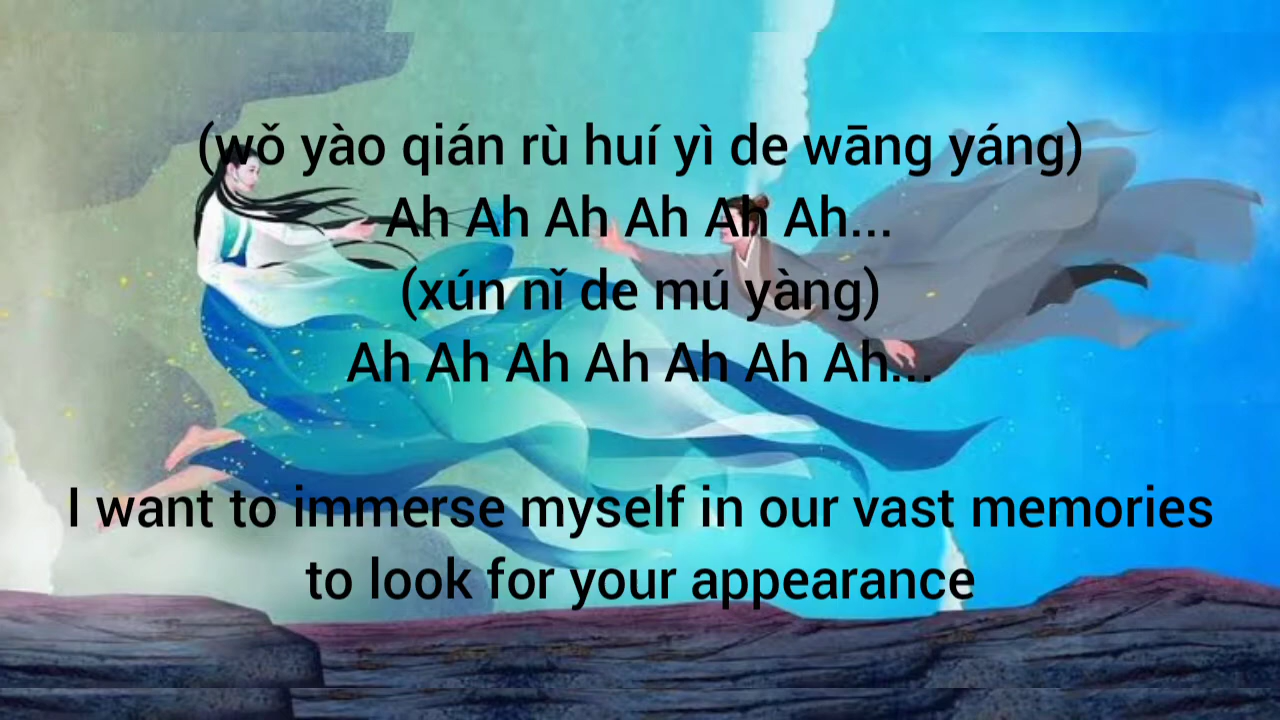 (wǒ yào qián rù huí yì de wāng yáng)
Ah Ah Ah Ah Ah Ah...
(xún nǐ de mú yàng)
Ah Ah Ah Ah Ah Ah Ah...
I want to immerse myself in our vast memories
to look for your appearance